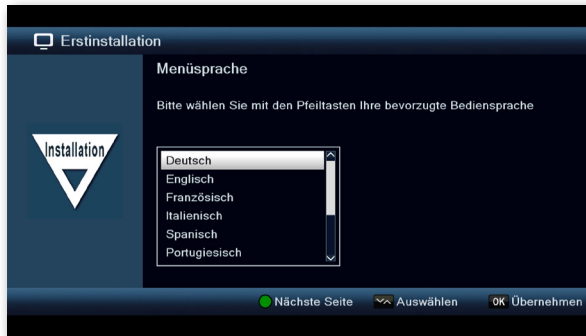 Erstinstallation
Menüsprache
Bitte wählen Sie mit den Pfeiltasten Ihre bevorzugte Bediensprache
Installation
Deutsch
Englisch
Französisch
Italienisch
Spanisch
Portugiesisch
Nächste Seite Auswählen OK Übernehmen